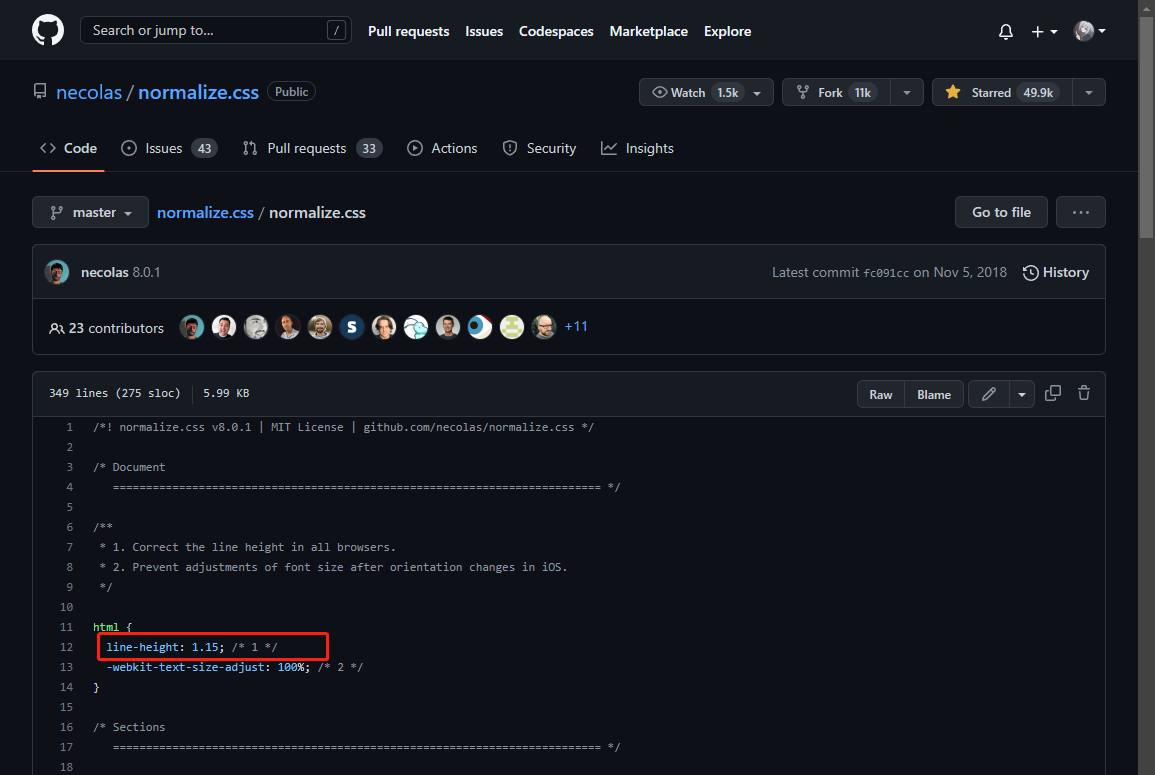 Search or jump to... /
Pull requests Issues Codespaces Marketplace Explore
necolas / normalize.css Public
Watch 1.5k Fork 11k Starred 49.9k
Code Issues 43 Pull requests 33 Actions Security Insights
master normalize.css / normalize.css Go to file ...
necolas 8.0.1 Latest commit fc091cc on Nov 5, 2018 History
23 contributors S +11
349 lines (275 sloc) 5.99 KB Raw Blame
1 /*! normalize.css v8.0.1 | MIT License | github.com/necolas/normalize.css */
2
3 /* Document
4 ========================================================================== */
5
6 /**
7 * 1. Correct the line height in all browsers.
8 * 2. Prevent adjustments of font size after orientation changes in iOS.
9 */
10
11 html {
12 line-height: 1.15; /* 1 */
13 -webkit-text-size-adjust: 100%; /* 2 */
14 }
15
16 /* Sections
17 ========================================================================== */
18